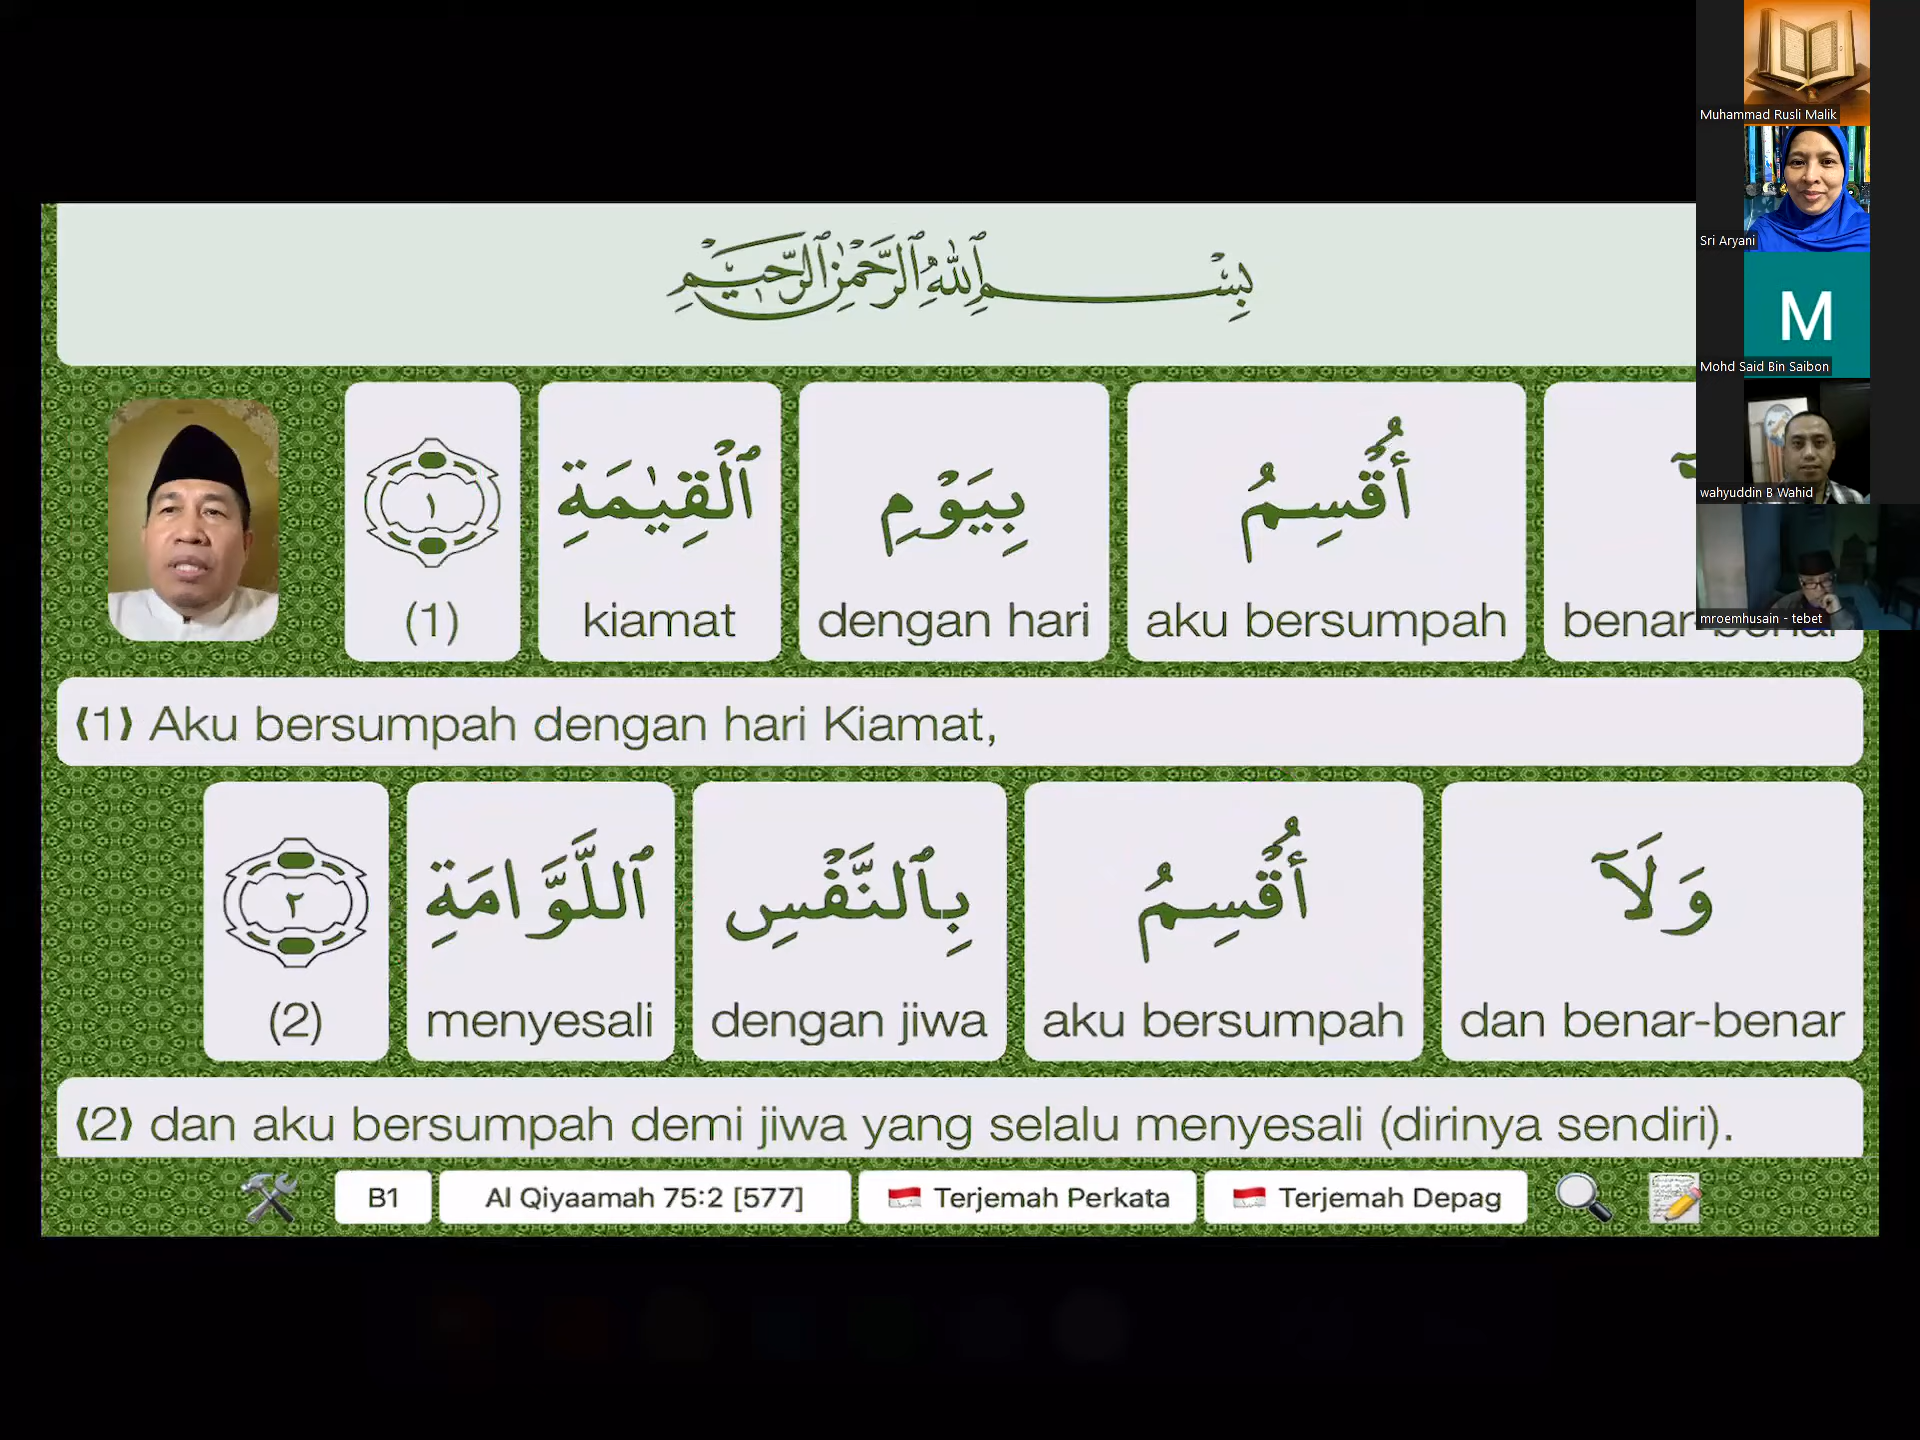 بِسْمِ ٱللَّهِ ٱلرَّحْمَٰنِ ٱلرَّحِيمِ
أُقْسِمُ بِيَوْمِ ٱلْقِيَٰمَةِ ١
(1) kiamat dengan hari aku bersumpah benar-benar
(1) Aku bersumpah dengan hari Kiamat,
وَلَآ أُقْسِمُ بِٱلنَّفْسِ ٱللَّوَّامَةِ ٢
(2) menyesali dengan jiwa aku bersumpah dan benar-benar
(2) dan aku bersumpah demi jiwa yang selalu menyesali (dirinya sendiri).
B1 Al Qiyaamah 75:2 [577] Terjemah Perkata Terjemah Depag
Muhammad Rusli Malik
Sri Aryani
M
Mohd Said Bin Saibon
wahyuddin B Wahid
mroemhusain - tebet